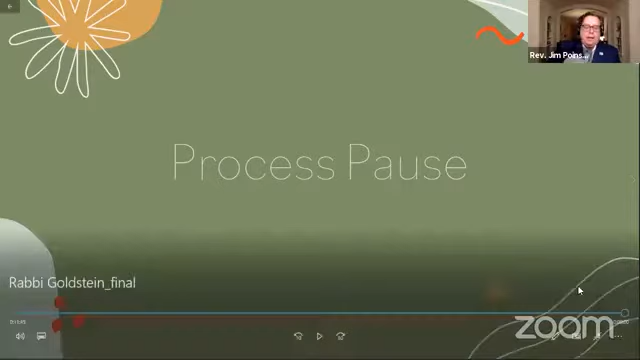 Rev. Jim Poins...
Process Pause
Rabbi Goldstein_final
zoom